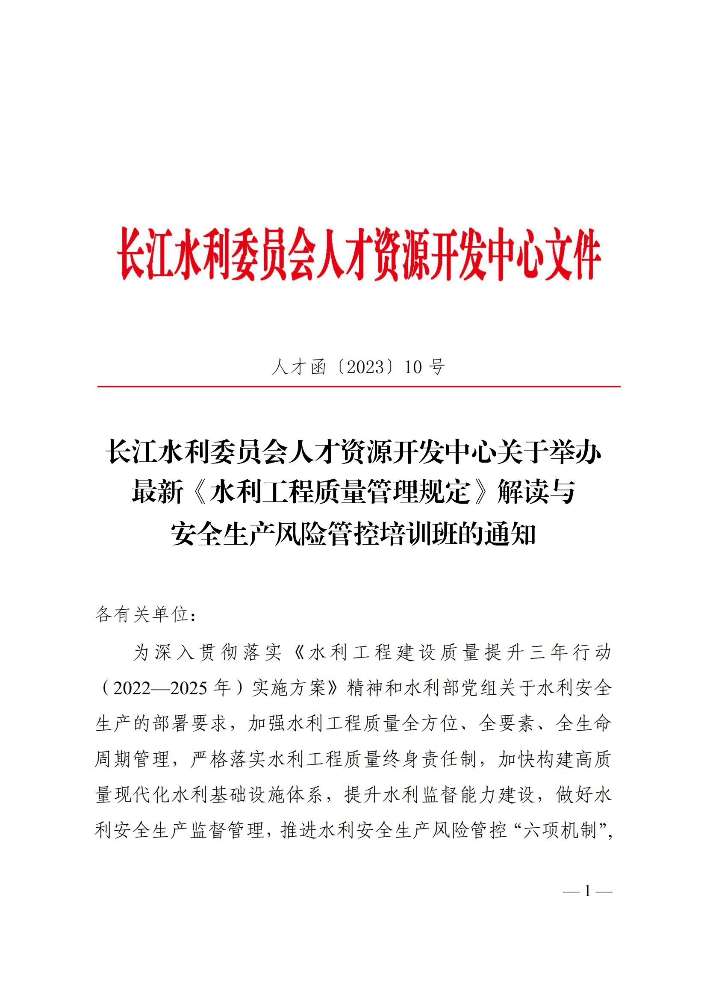 长江水利委员会人才资源开发中心文件
人才函〔2023〕10 号
长江水利委员会人才资源开发中心关于举办
最新《水利工程质量管理规定》解读与
安全生产风险管控培训班的通知
各有关单位：
为深入贯彻落实《水利工程建设质量提升三年行动
（2022—2025 年）实施方案》精神和水利部党组关于水利安全
生产的部署要求，加强水利工程质量全方位、全要素、全生命
周期管理，严格落实水利工程质量终身责任制，加快构建高质
量现代化水利基础设施体系，提升水利监督能力建设，做好水
利安全生产监督管理，推进水利安全生产风险管控“六项机制”，
— 1 —